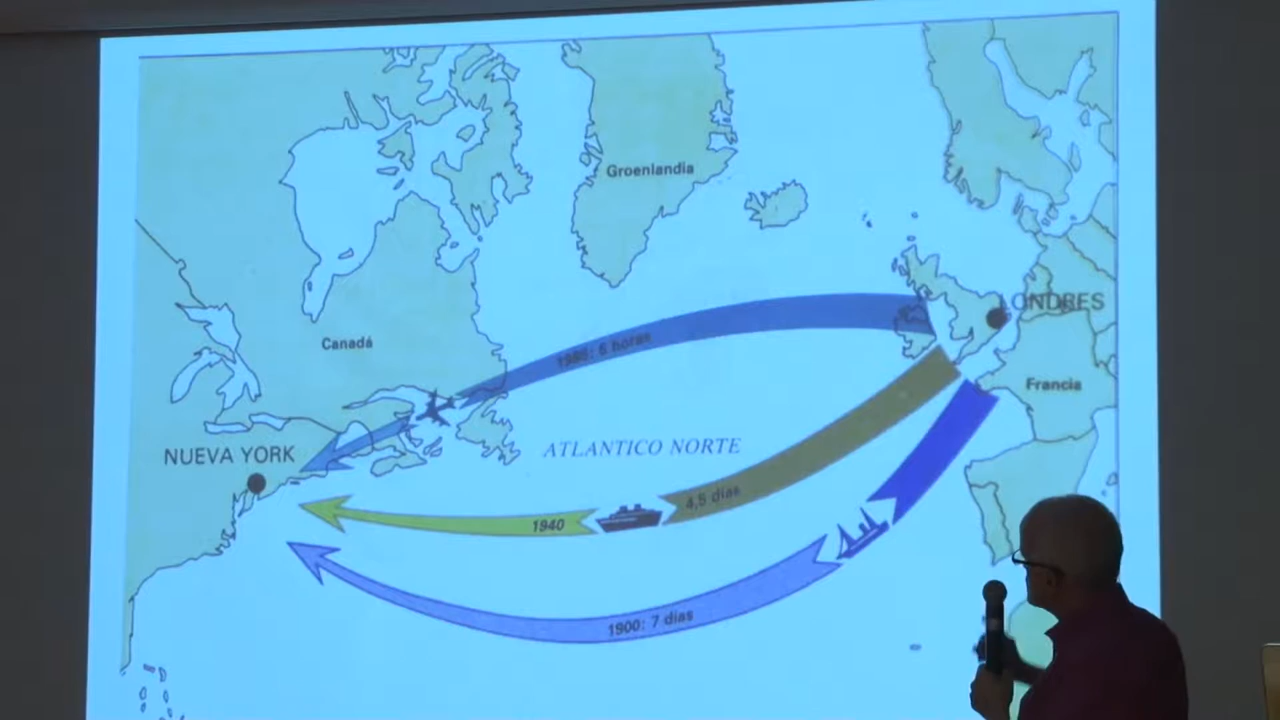 Groenlandia
LONDRES
1980: 6 horas
Canadá
Francia
NUEVA YORK
ATLANTICO NORTE
4,5 días
1940
1900: 7 días